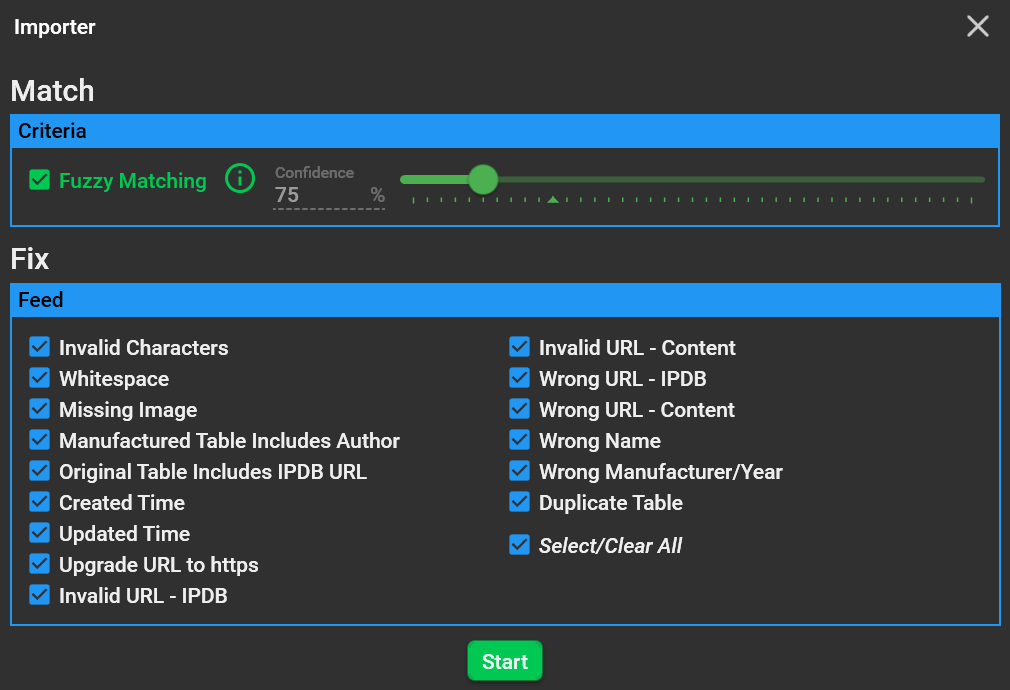 Importer
Match
Criteria
Fuzzy Matching
Confidence
75 %
Fix
Feed
Invalid Characters
Whitespace
Missing Image
Manufactured Table Includes Author
Original Table Includes IPDB URL
Created Time
Updated Time
Upgrade URL to https
Invalid URL - IPDB
Invalid URL - Content
Wrong URL - IPDB
Wrong URL - Content
Wrong Name
Wrong Manufacturer/Year
Duplicate Table
Select/Clear All
Start